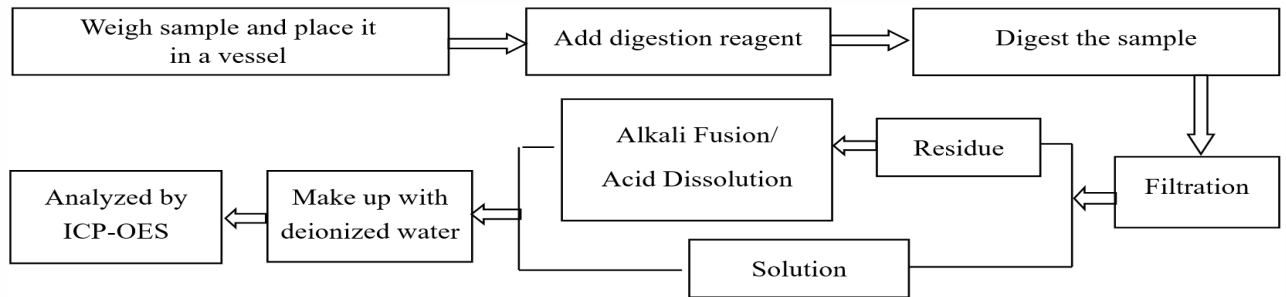 Weigh sample and place it
in a vessel
Add digestion reagent
Digest the sample
Filtration
Residue
Alkali Fusion/
Acid Dissolution
Solution
Make up with
deionized water
Analyzed by
ICP-OES